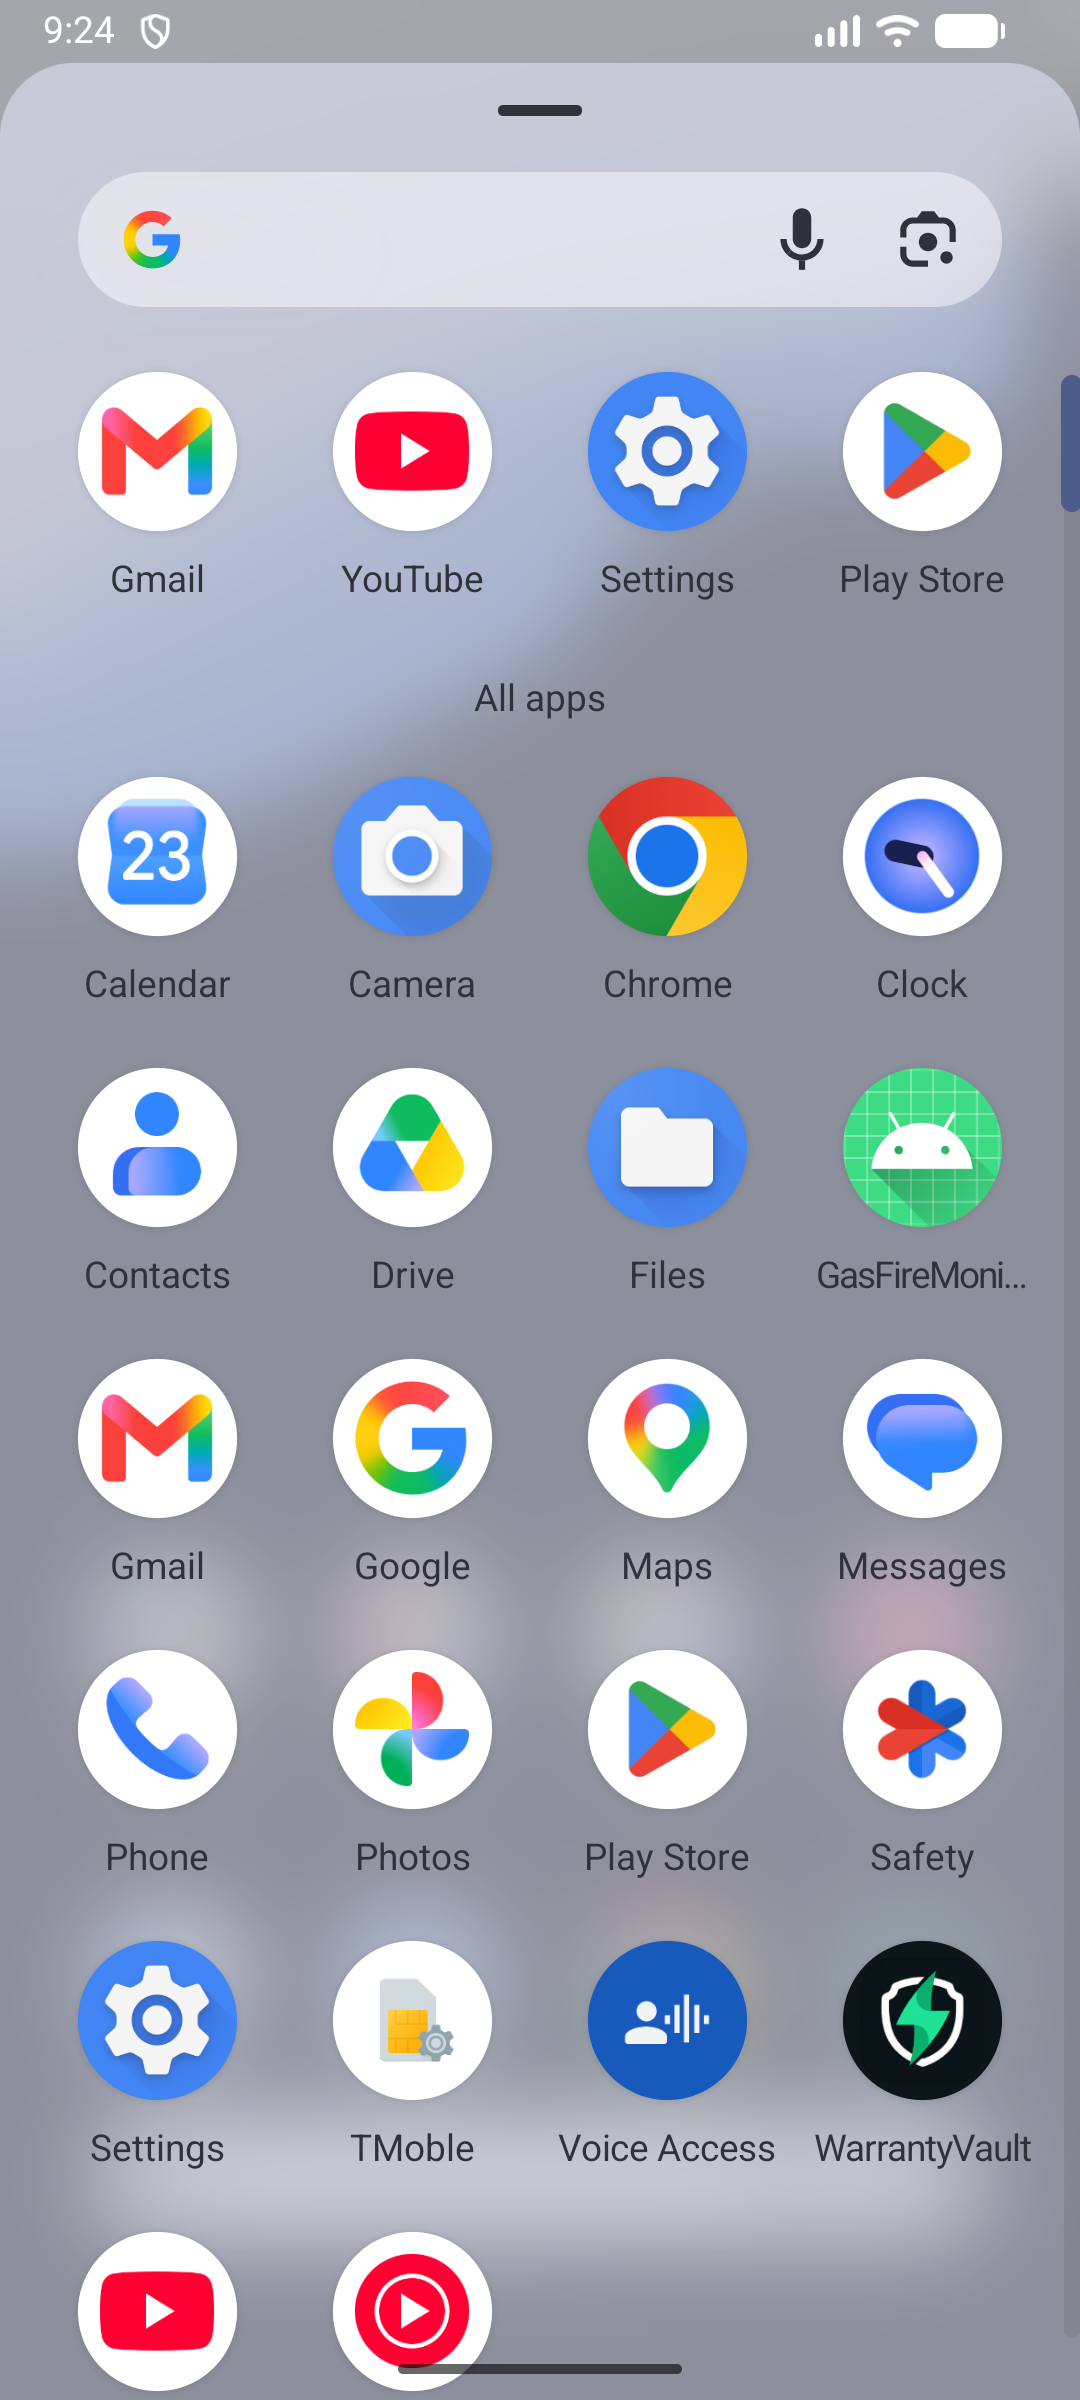 9:24
Gmail YouTube Settings Play Store
All apps
23
Calendar Camera Chrome Clock
Contacts Drive Files GasFireMoni...
Gmail Google Maps Messages
Phone Photos Play Store Safety
Settings TMoble Voice Access WarrantyVault